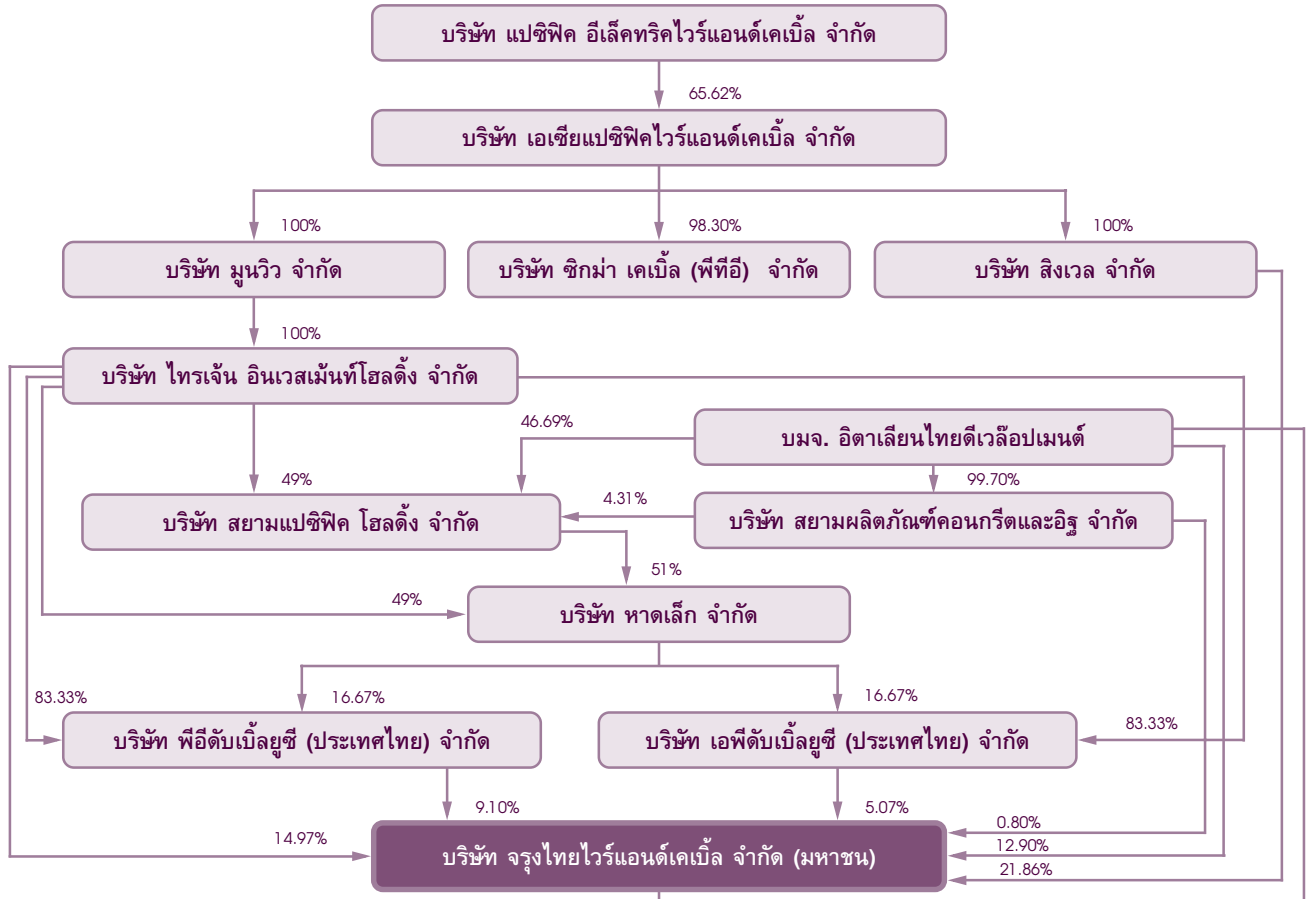 บริษัท แปซิฟิค อีเล็คทริคไวร์แอนด์เคเบิ้ล จำกัด
65.62%
บริษัท เอเซียแปซิฟิคไวร์แอนด์เคเบิ้ล จำกัด
100%
98.30%
100%
บริษัท มูนวิว จำกัด
บริษัท ซิกม่า เคเบิ้ล (พีทีอี) จำกัด
บริษัท สิงเวล จำกัด
100%
บริษัท ไทรเจ้น อินเวสเม้นท์โฮลดิ้ง จำกัด
46.69%
บมจ. อิตาเลียนไทยดีเวล๊อปเมนต์
49%
99.70%
4.31%
บริษัท สยามแปซิฟิค โฮลดิ้ง จำกัด
บริษัท สยามผลิตภัณฑ์คอนกรีตและอิฐ จำกัด
51%
49%
บริษัท หาดเล็ก จำกัด
83.33%
16.67%
16.67%
83.33%
บริษัท พีอีดับเบิ้ลยูซี (ประเทศไทย) จำกัด
บริษัท เอพีดับเบิ้ลยูซี (ประเทศไทย) จำกัด
9.10%
5.07%
0.80%
14.97%
12.90%
บริษัท จรุงไทยไวร์แอนด์เคเบิ้ล จำกัด (มหาชน)
21.86%